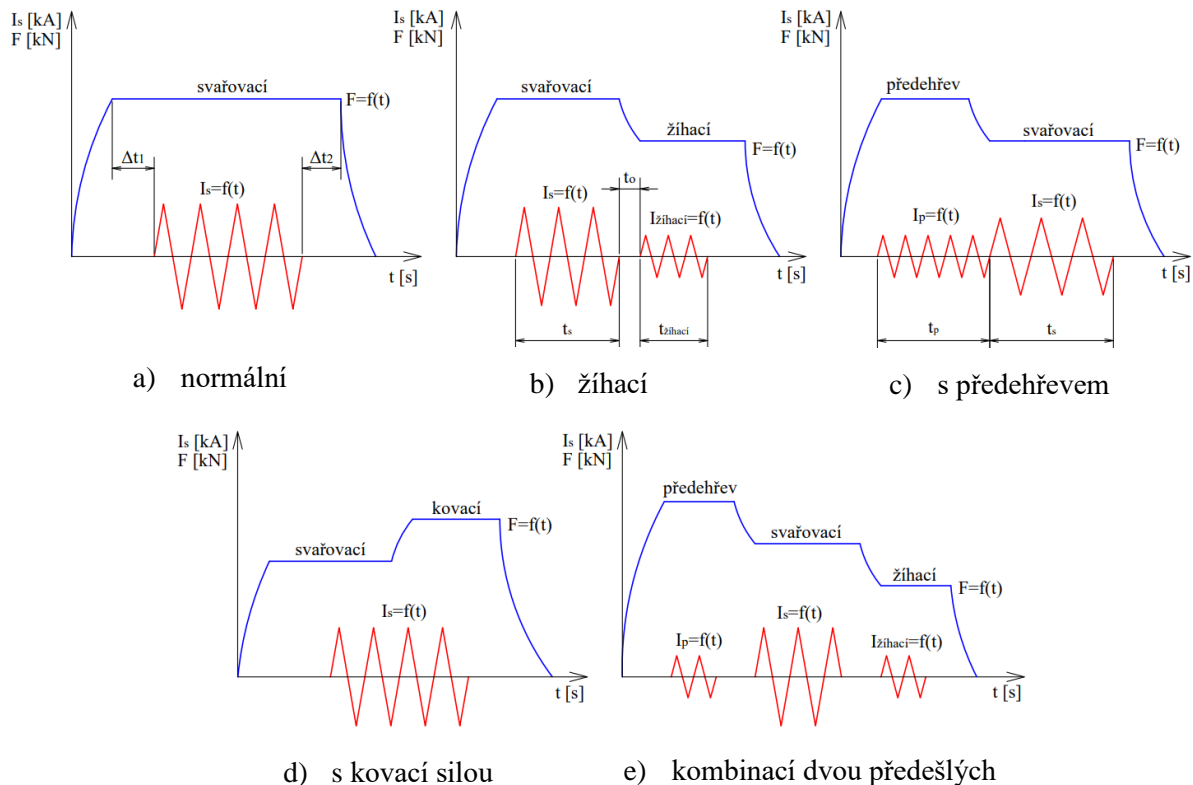 Is [kA]
F [kN]
svařovací
F=f(t)
Δt1
Δt2
Is=f(t)
t [s]
a) normální
Is [kA]
F [kN]
svařovací
žíhací
F=f(t)
to
Is=f(t)
Ižíhací=f(t)
t [s]
ts
tžíhací
b) žíhací
Is [kA]
F [kN]
předehřev
svařovací
F=f(t)
Ip=f(t)
Is=f(t)
t [s]
tp
ts
c) s předehřevem
Is [kA]
F [kN]
kovací
F=f(t)
svařovací
Is=f(t)
t [s]
d) s kovací silou
Is [kA]
F [kN]
předehřev
svařovací
žíhací
F=f(t)
Ip=f(t)
Is=f(t)
Ižíhací=f(t)
t [s]
e) kombinací dvou předešlých